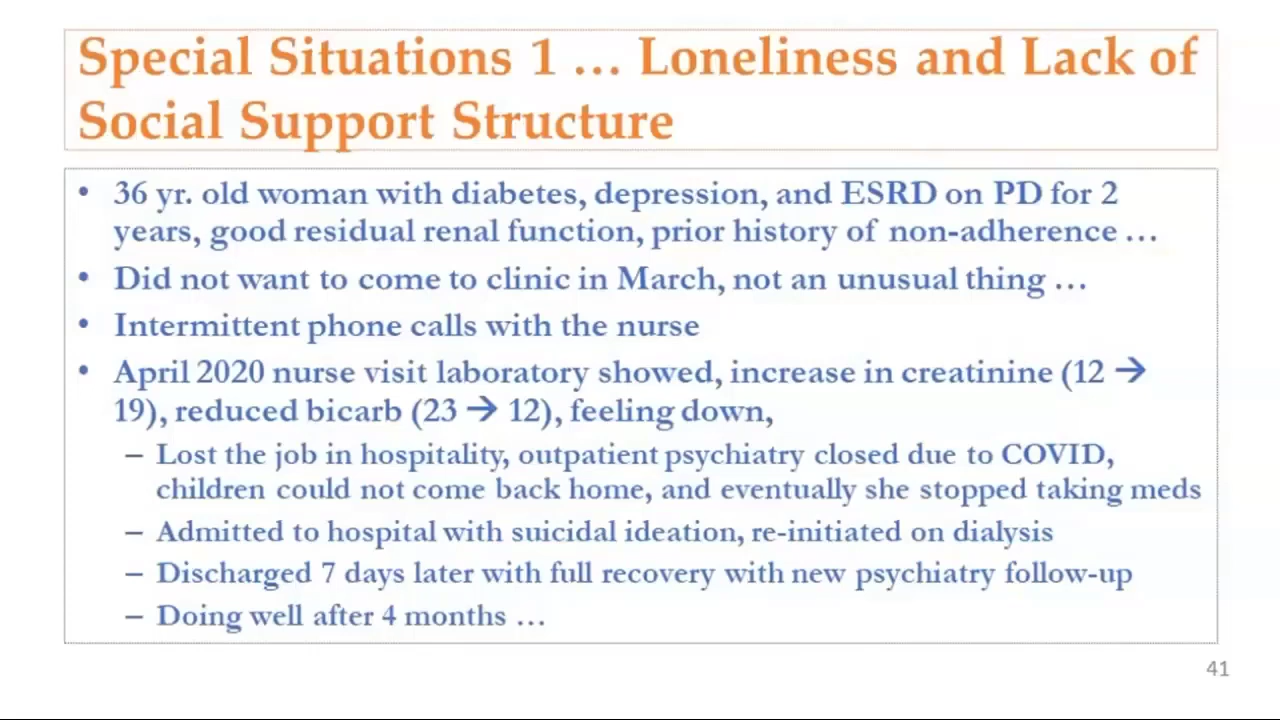 Special Situations 1 … Loneliness and Lack of
Social Support Structure
• 36 yr. old woman with diabetes, depression, and ESRD on PD for 2
years, good residual renal function, prior history of non-adherence …
• Did not want to come to clinic in March, not an unusual thing …
• Intermittent phone calls with the nurse
• April 2020 nurse visit laboratory showed, increase in creatinine (12 →
19), reduced bicarb (23 → 12), feeling down,
– Lost the job in hospitality, outpatient psychiatry closed due to COVID,
children could not come back home, and eventually she stopped taking meds
– Admitted to hospital with suicidal ideation, re-initiated on dialysis
– Discharged 7 days later with full recovery with new psychiatry follow-up
– Doing well after 4 months …
41